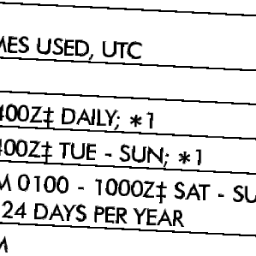 MES USED, UTC
400Z‡ DAILY; *1
400Z‡ TUE - SUN; *1
M 0100 - 1000Z‡ SAT - SU
24 DAYS PER YEAR
M